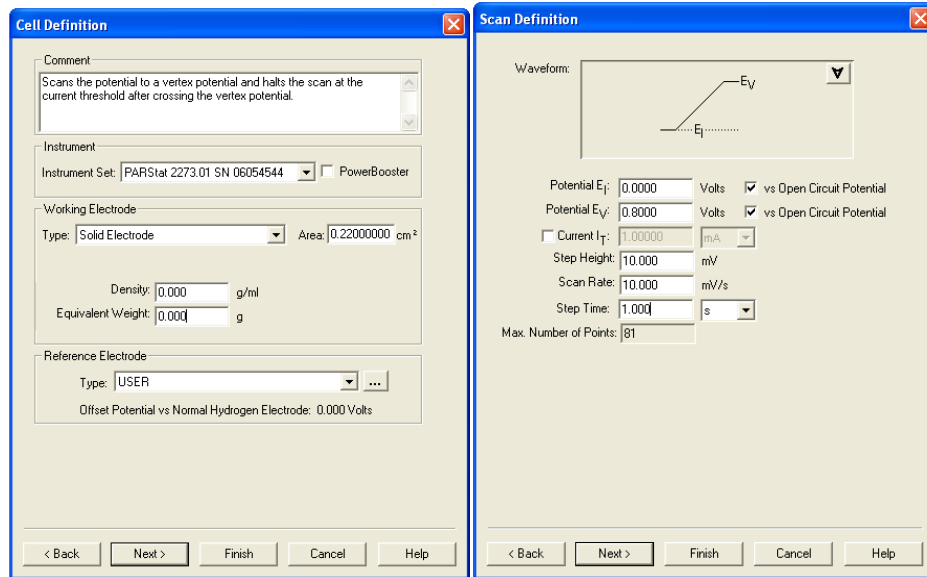 Cell Definition
Comment
Scans the potential to a vertex potential and halts the scan at the
current threshold after crossing the vertex potential.
Instrument
Instrument Set: PARStat 2273.01 SN 06054544 PowerBooster
Working Electrode
Type: Solid Electrode Area: 0.22000000 cm²
Density: 0.000 g/ml
Equivalent Weight: 0.000 g
Reference Electrode
Type: USER ...
Offset Potential vs Normal Hydrogen Electrode: 0.000 Volts
< Back Next > Finish Cancel Help
Scan Definition
Waveform:
EV
EI
Potential EI: 0.0000 Volts vs Open Circuit Potential
Potential EV: 0.8000 Volts vs Open Circuit Potential
Current IT: 1.00000 mA
Step Height: 10.000 mV
Scan Rate: 10.000 mV/s
Step Time: 1.000 s
Max. Number of Points: 81
< Back Next > Finish Cancel Help